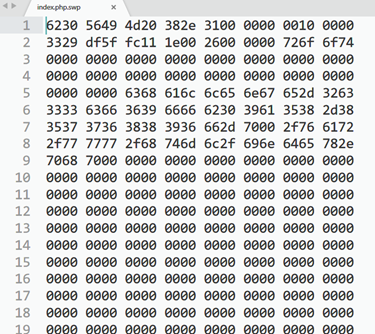 index.php.swp
1 6230 5649 4d20 382e 3100 0000 0010 0000
2 3329 df5f fc11 1e00 2600 0000 726f 6f74
3 0000 0000 0000 0000 0000 0000 0000 0000
4 0000 0000 0000 0000 0000 0000 0000 0000
5 0000 0000 6368 616c 6c65 6e67 652d 3263
6 3333 6366 3639 6666 6230 3961 3538 2d38
7 3537 3736 3838 3936 662d 7000 2f76 6172
8 2f77 7777 2f68 746d 6c2f 696e 6465 782e
9 7068 7000 0000 0000 0000 0000 0000 0000
10 0000 0000 0000 0000 0000 0000 0000 0000
11 0000 0000 0000 0000 0000 0000 0000 0000
12 0000 0000 0000 0000 0000 0000 0000 0000
13 0000 0000 0000 0000 0000 0000 0000 0000
14 0000 0000 0000 0000 0000 0000 0000 0000
15 0000 0000 0000 0000 0000 0000 0000 0000
16 0000 0000 0000 0000 0000 0000 0000 0000
17 0000 0000 0000 0000 0000 0000 0000 0000
18 0000 0000 0000 0000 0000 0000 0000 0000
19 0000 0000 0000 0000 0000 0000 0000 0000